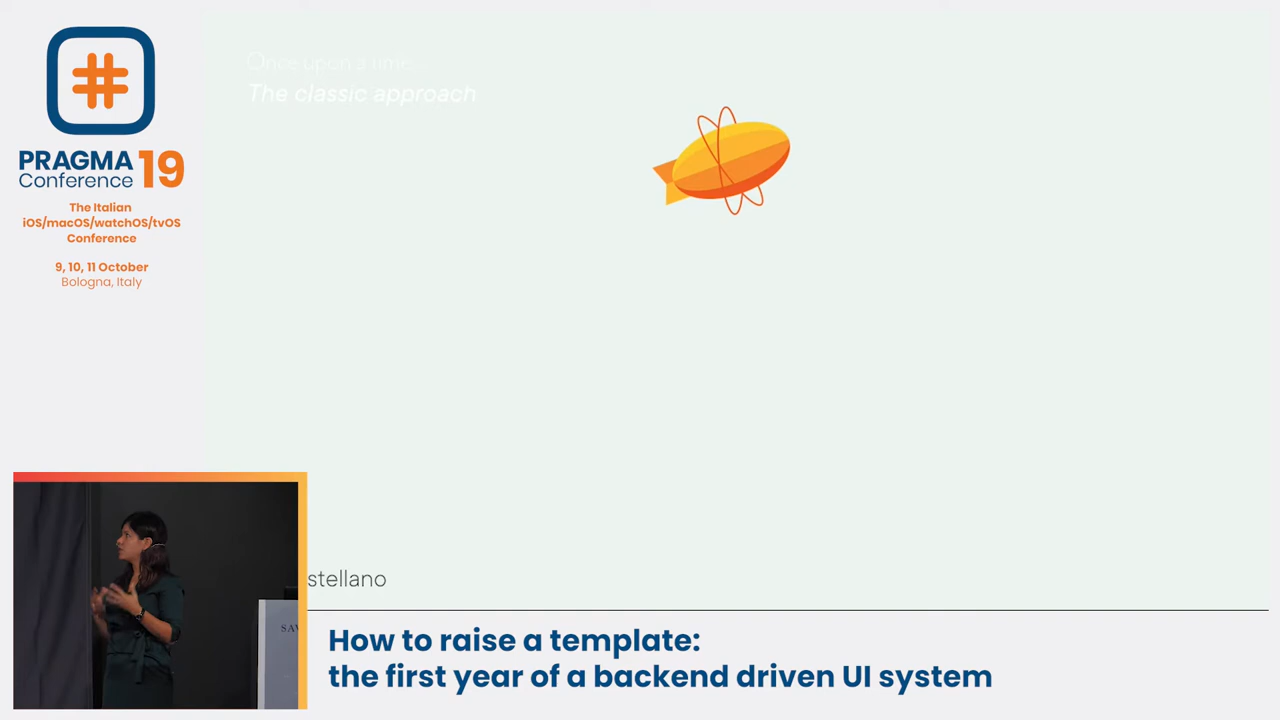 #
PRAGMA
Conference 19
The Italian
iOS/macOS/watchOS/tvOS
Conference
9, 10, 11 October
Bologna, Italy
Once upon a time...
The classic approach
stellano
SAV
How to raise a template:
the first year of a backend driven UI system